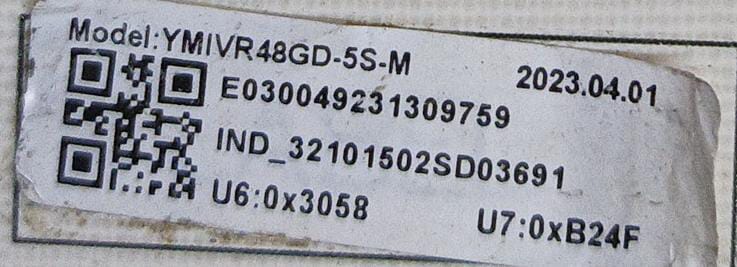 Model:YMIVR48GD-5S-M
2023.04.01
E030049231309759
IND_32101502SD03691
U6:0x3058
U7:0xB24F